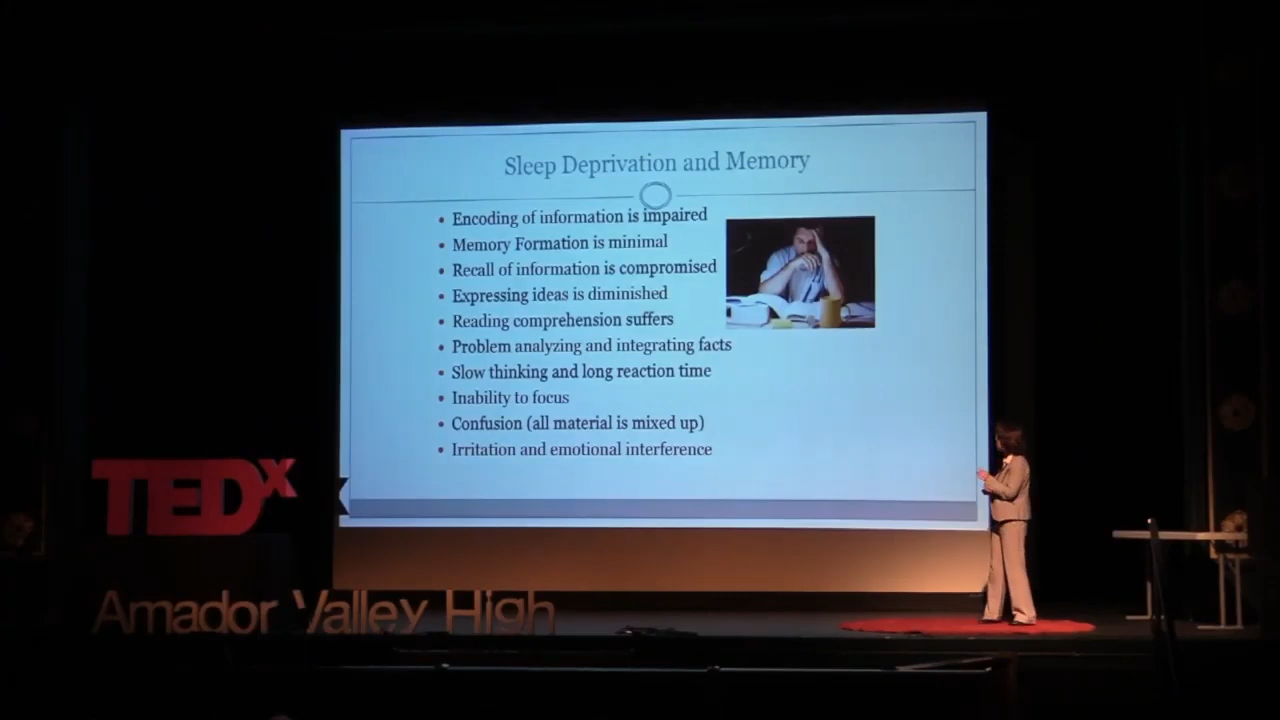 Sleep Deprivation and Memory
• Encoding of information is impaired
• Memory Formation is minimal
• Recall of information is compromised
• Expressing ideas is diminished
• Reading comprehension suffers
• Problem analyzing and integrating facts
• Slow thinking and long reaction time
• Inability to focus
• Confusion (all material is mixed up)
• Irritation and emotional interference
TEDx
Amador Valley High